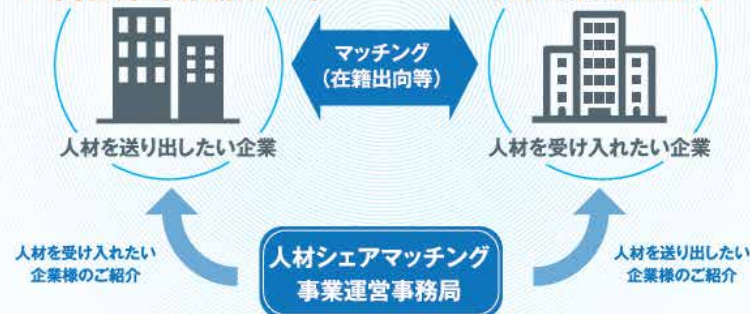 マッチング
(在籍出向等)
人材を送り出したい企業
人材を受け入れたい企業
人材を受け入れたい
企業様のご紹介
人材シェアマッチング
事業運営事務局
人材を送り出したい
企業様のご紹介